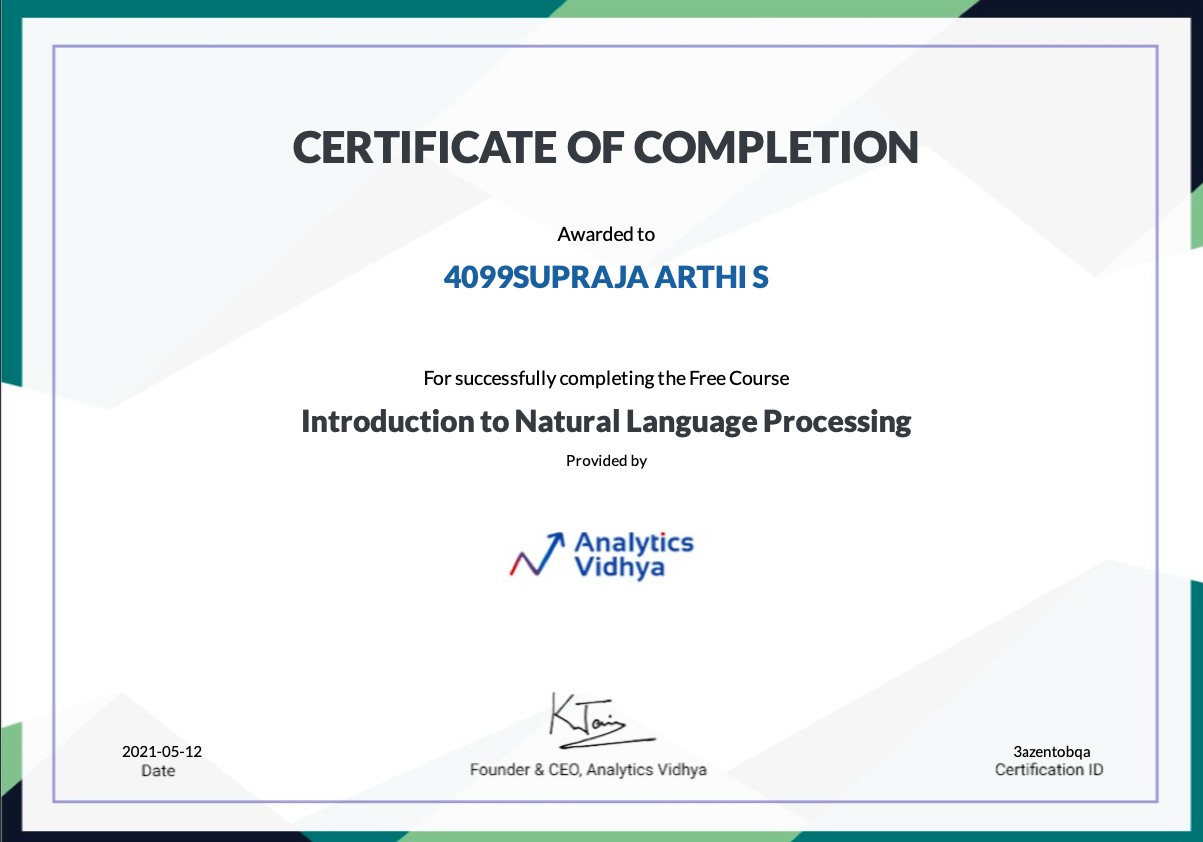 CERTIFICATE OF COMPLETION
Awarded to
4099SUPRAJA ARTHI S
For successfully completing the Free Course
Introduction to Natural Language Processing
Provided by
Analytics
Vidhya
K Jain
2021-05-12
Date
Founder & CEO, Analytics Vidhya
3azentobqa
Certification ID